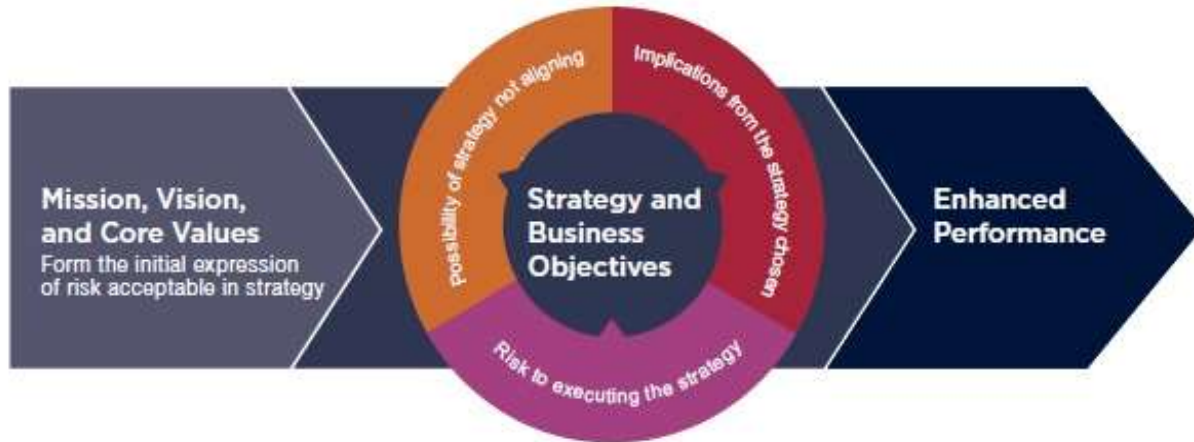 Mission, Vision,
and Core Values
Form the initial expression
of risk acceptable in strategy
Possibility of strategy not aligning
Implications from the strategy chosen
Strategy and
Business
Objectives
Risk to executing the strategy
Enhanced
Performance